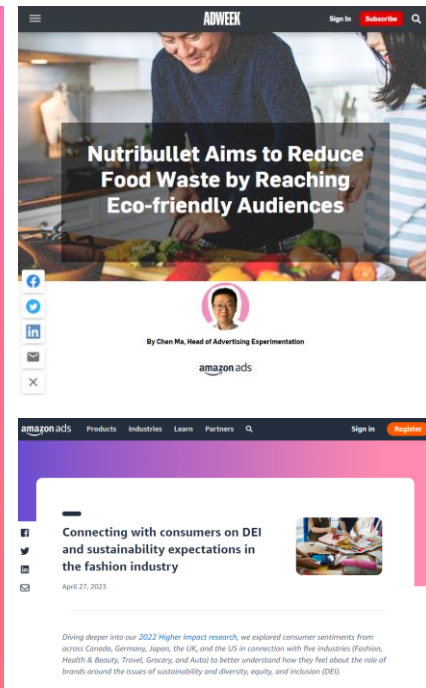 ADWEEK
Sign In
Subscribe
Nutribullet Aims to Reduce
Food Waste by Reaching
Eco-friendly Audiences
By Chen Ma, Head of Advertising Experimentation
amazon ads
amazon ads Products Industries Learn Partners Sign in Register
Connecting with consumers on DEI
and sustainability expectations in
the fashion industry
April 27, 2023
Diving deeper into our 2022 Higher Impact research, we explored consumer sentiments from
across Canada, Germany, Japan, the UK, and the US in connection with five industries (Fashion,
Health & Beauty, Travel, Grocery, and Auto) to better understand how they feel about the role of
brands around the issues of sustainability and diversity, equity, and inclusion (DEI).